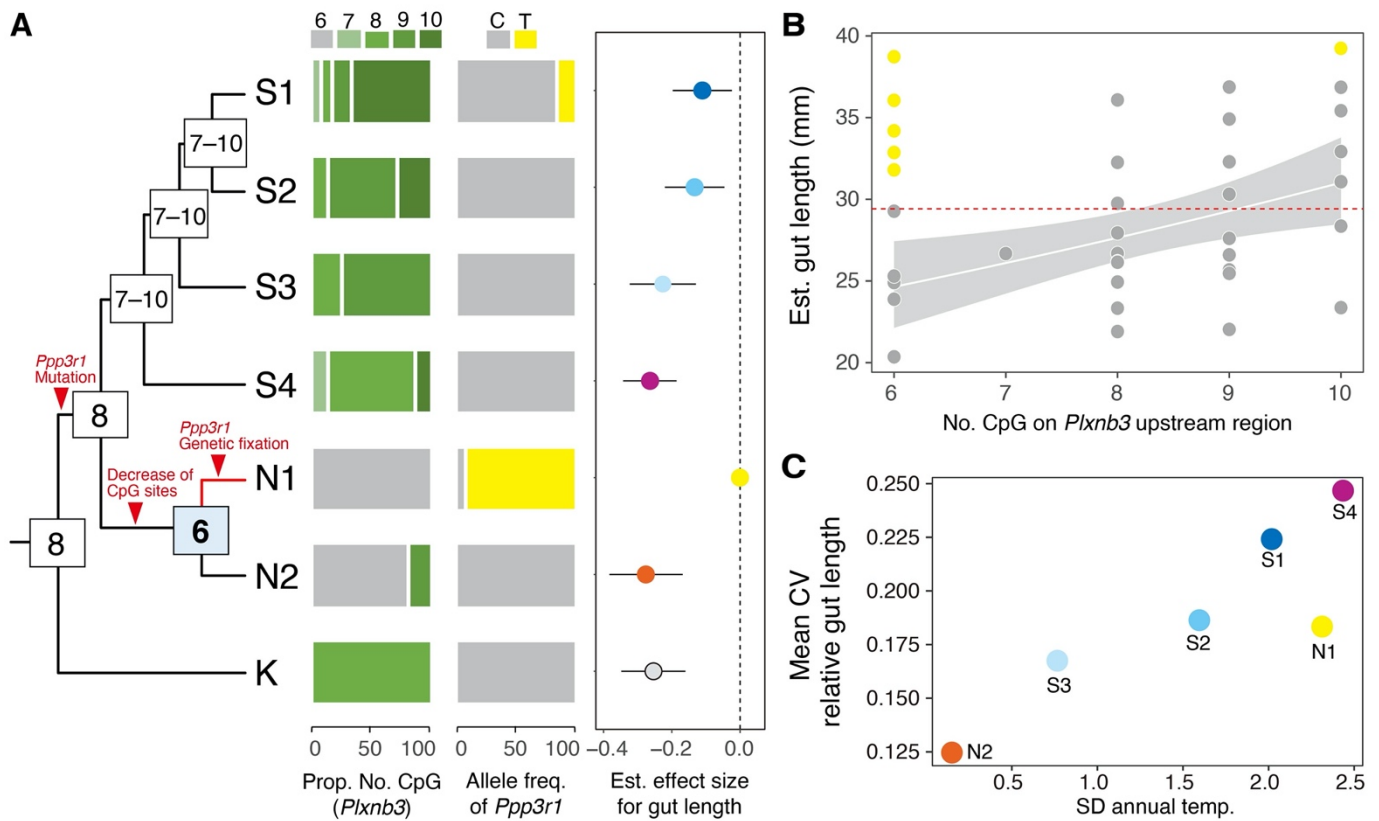 A
6 7 8 9 10
C T
S1
7–10
S2
7–10
S3
7–10
Ppp3r1
Mutation
S4
8
Ppp3r1
Genetic fixation
Decrease of
CpG sites
N1
6
8
N2
K
0 50 100
Prop. No. CpG
(Plxnb3)
0 50 100
Allele freq.
of Ppp3r1
−0.4 −0.2 0.0
Est. effect size
for gut length
B
40
35
30
25
20
Est. gut length (mm)
6 7 8 9 10
No. CpG on Plxnb3 upstream region
C
0.250
0.225
0.200
0.175
0.150
0.125
Mean CV
relative gut length
S4
S1
S2
N1
S3
N2
0.5 1.0 1.5 2.0 2.5
SD annual temp.